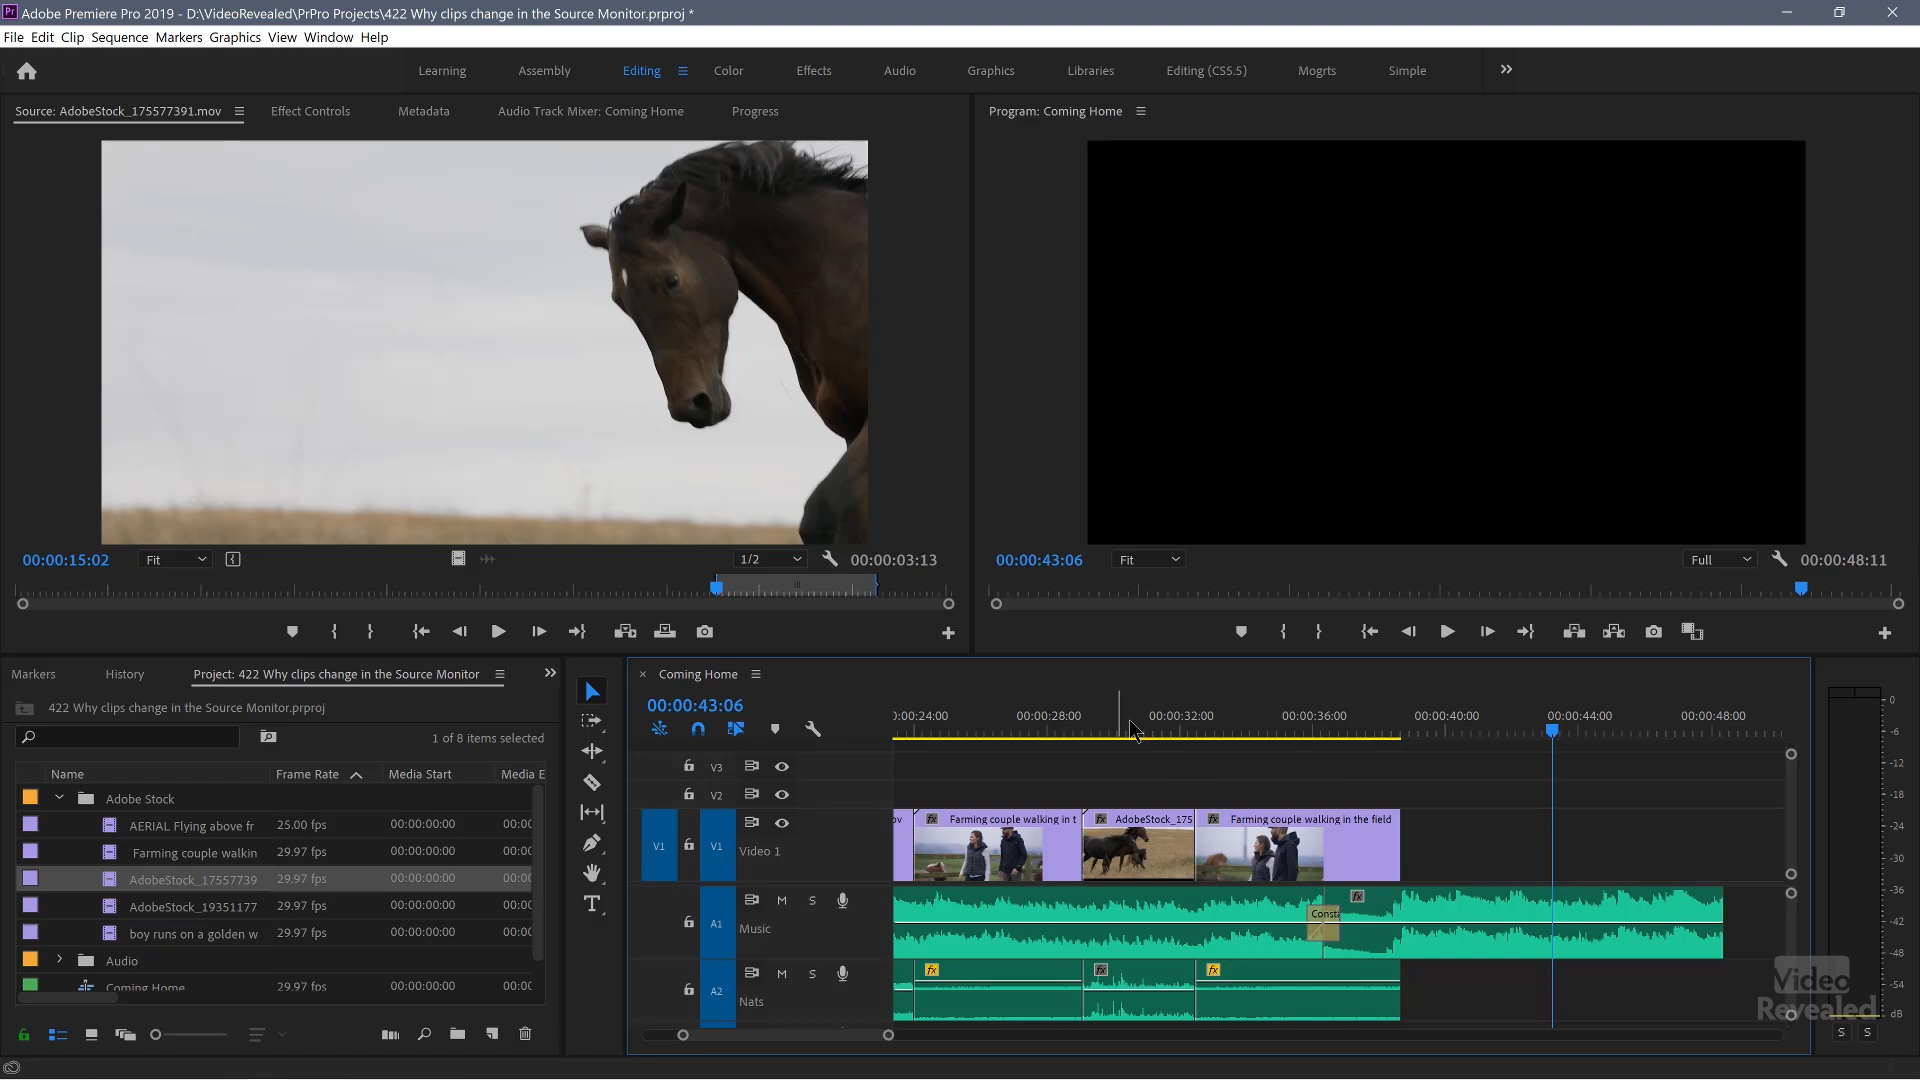 Adobe Premiere Pro 2019 - D:\VideoRevealed\PrPro Projects\422 Why clips change in the Source Monitor.prproj *
File Edit Clip Sequence Markers Graphics View Window Help
Learning Assembly Editing Color Effects Audio Graphics Libraries Editing (CS5.5) Mogrts Simple
Source: AdobeStock_175577391.mov Effect Controls Metadata Audio Track Mixer: Coming Home Progress
Program: Coming Home
00:00:15:02 Fit 1/2 00:00:03:13
00:00:43:06 Fit Full 00:00:48:11
Markers History Project: 422 Why clips change in the Source Monitor
422 Why clips change in the Source Monitor.prproj
1 of 8 items selected
Name Frame Rate Media Start Media E
Adobe Stock
AERIAL Flying above fr 25.00 fps 00:00:00:00 00:00
Farming couple walkin 29.97 fps 00:00:00:00 00:00
AdobeStock_17557739 29.97 fps 00:00:00:00 00:00
AdobeStock_19351177 29.97 fps 00:00:00:00 00:00
boy runs on a golden w 29.97 fps 00:00:00:00 00:00
Audio
Coming Home 29.97 fps 00:00:00:00 00:00
Coming Home
00:00:43:06
00:00:24:00 00:00:28:00 00:00:32:00 00:00:36:00 00:00:40:00 00:00:44:00 00:00:48:00
V3
V2
V1 V1 Video 1
ov fx Farming couple walking in t fx AdobeStock_175 fx Farming couple walking in the field
A1 M S Music
Consta fx
A2 M S Nats
fx fx fx
0
-6
-12
-18
-24
-30
-36
-42
-48
-54
dB
S S
Video
Revealed